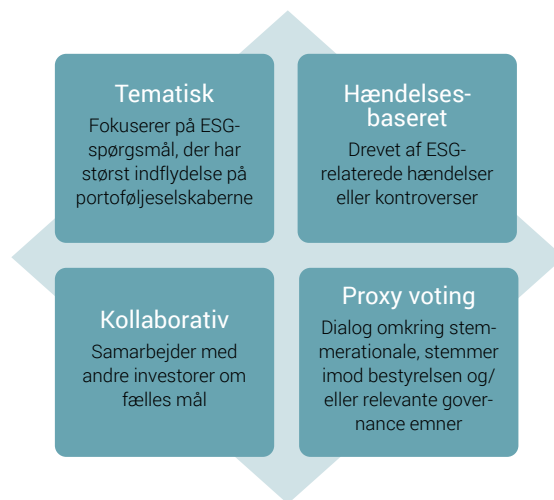 Tematisk
Fokuserer på ESG-
spørgsmål, der har
størst indflydelse på
portoføljeselskaberne
Hændelses-
baseret
Drevet af ESG-
relaterede hændelser
eller kontroverser
Kollaborativ
Samarbejder med
andre investorer om
fælles mål
Proxy voting
Dialog omkring stem-
merationale, stemmer
imod bestyrelsen og/
eller relevante gover-
nance emner